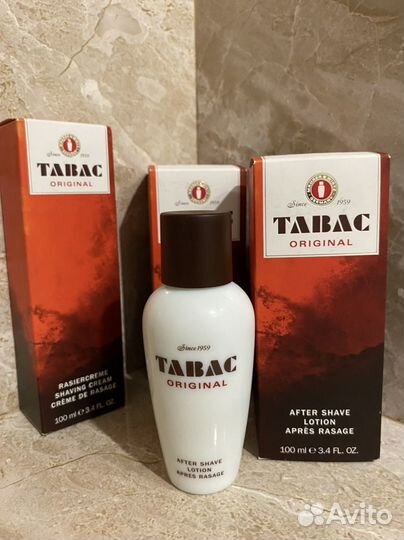 Since 1959
TABAC
ORIGINAL
RASIERCREME
SHAVING CREAM
CRÈME DE RASAGE
100 ml e 3.4 FL. OZ.
Since
Since 1959
TABAC
ORIGINAL
AFTER SHAVE
LOTION
APRÈS RASAGE
Since 1959
TABAC
ORIGINAL
AFTER SHAVE
LOTION
APRÈS RASAGE
100 ml e 3.4 FL. OZ.
Avito